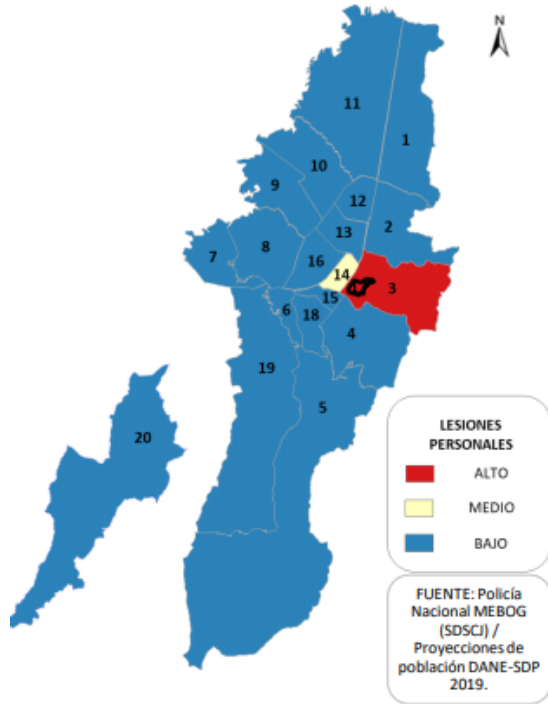 N
11
1
10
9
12
2
13
8
7
16
14
3
15
6
18
4
19
5
20
LESIONES
PERSONALES
ALTO
MEDIO
BAJO
FUENTE: Policía
Nacional MEBOG
(SDSCJ) /
Proyecciones de
población DANE-SDP
2019.